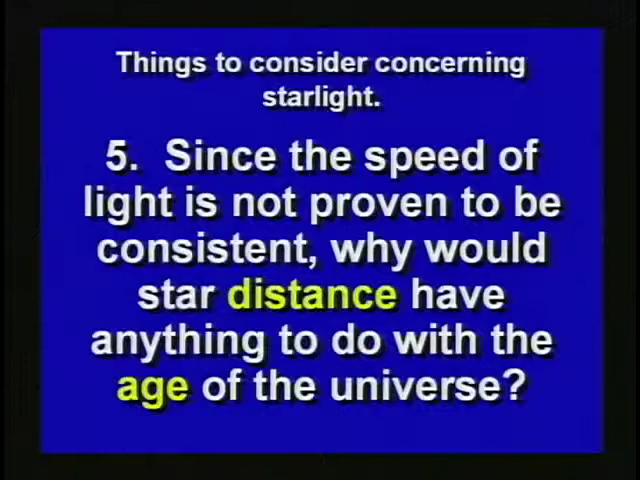 Things to consider concerning
starlight.
5. Since the speed of
light is not proven to be
consistent, why would
star distance have
anything to do with the
age of the universe?